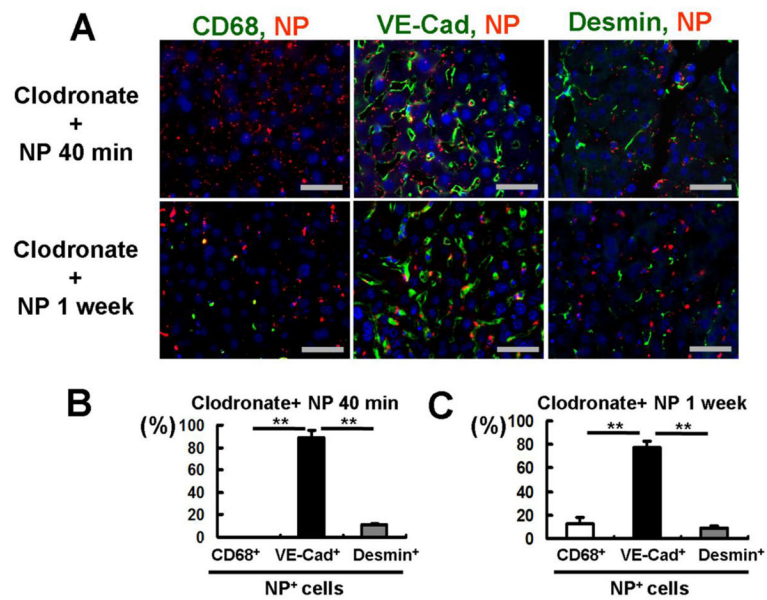 A
CD68, NP
VE-Cad, NP
Desmin, NP
Clodronate
+
NP 40 min
Clodronate
+
NP 1 week
B
Clodronate+ NP 40 min
(%)
100
80
60
40
20
0
**
**
CD68+
VE-Cad+
Desmin+
NP+ cells
C
Clodronate+ NP 1 week
(%)
100
80
60
40
20
0
**
**
CD68+
VE-Cad+
Desmin+
NP+ cells